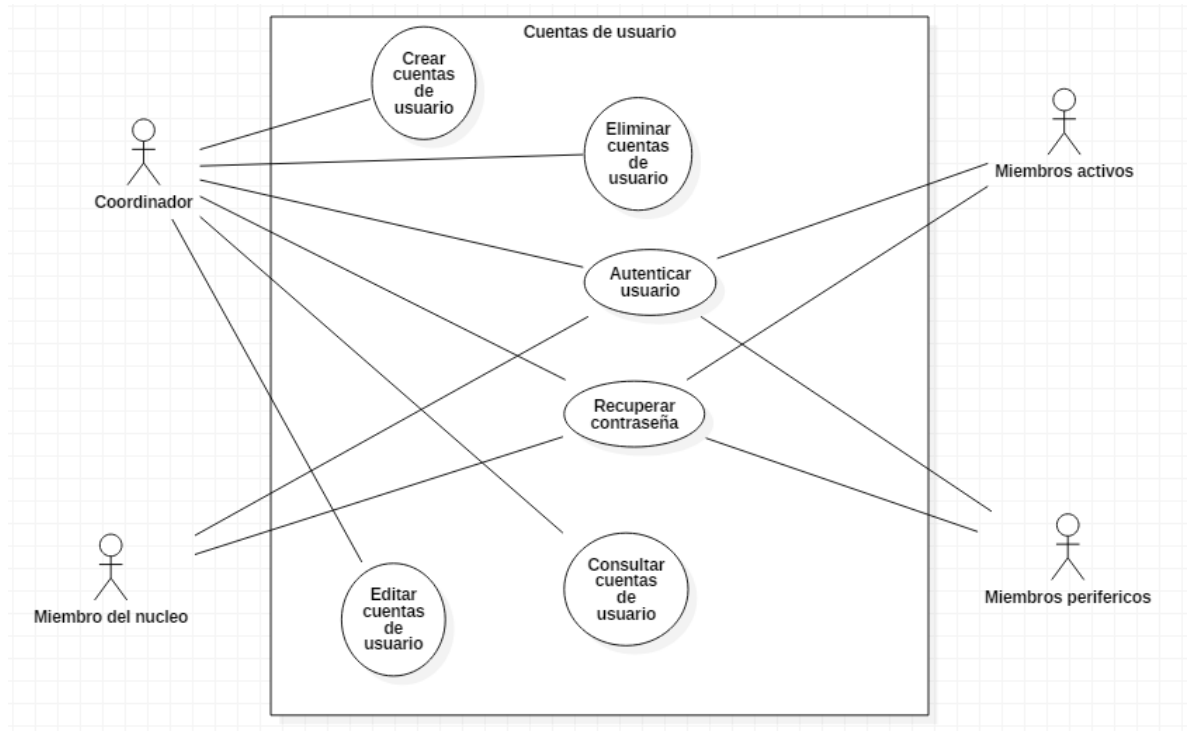 Cuentas de usuario
Crear
cuentas
de
usuario
Eliminar
cuentas
de
usuario
Coordinador
Miembros activos
Autenticar
usuario
Recuperar
contraseña
Miembro del nucleo
Editar
cuentas
de
usuario
Consultar
cuentas
de
usuario
Miembros perifericos